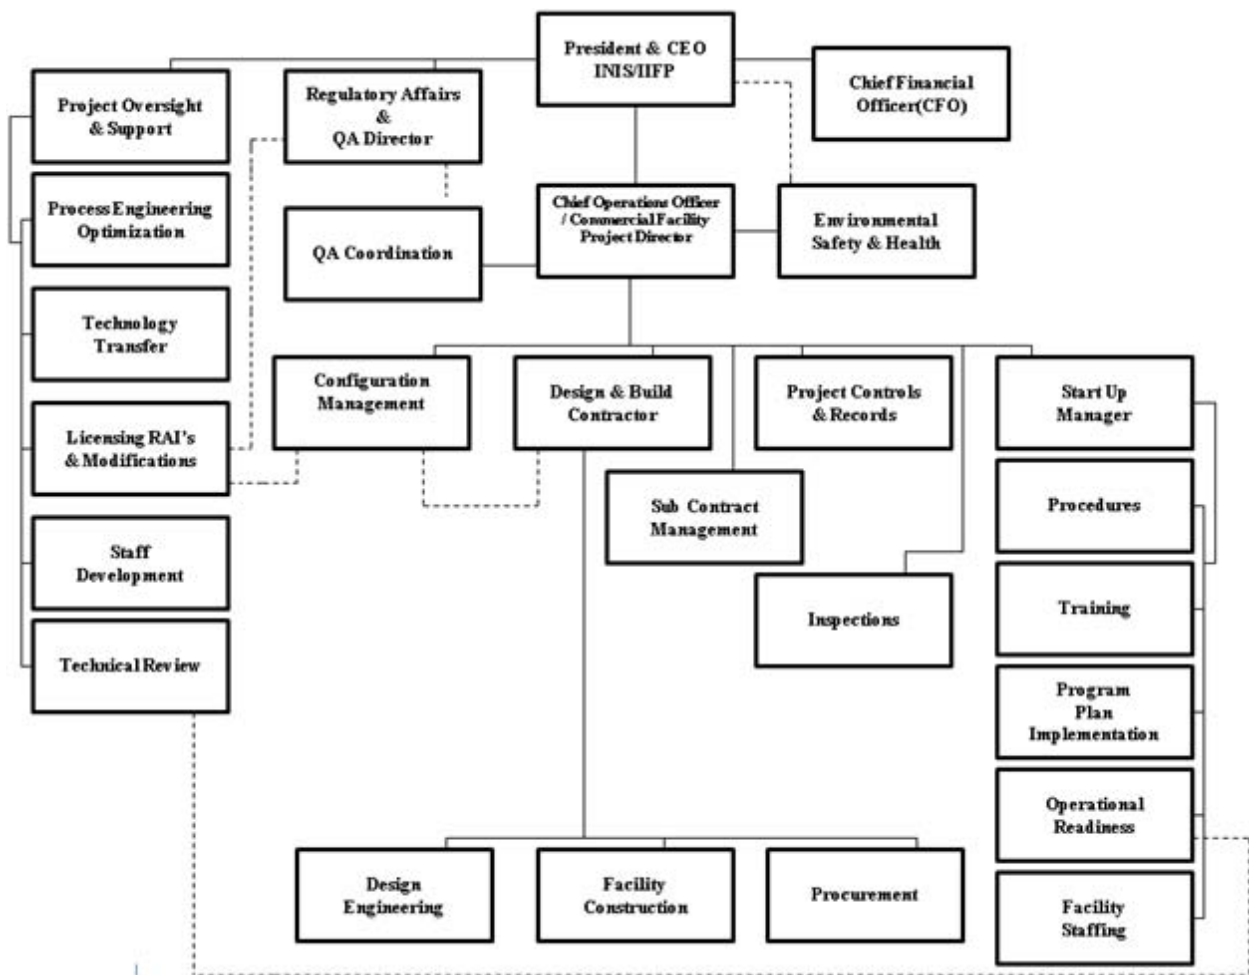 President & CEO
INIS/IIFP
Chief Financial
Officer(CFO)
Project Oversight
& Support
Regulatory Affairs
&
QA Director
Process Engineering
Optimization
QA Coordination
Chief Operations Officer
/ Commercial Facility
Project Director
Environmental
Safety & Health
Technology
Transfer
Configuration
Management
Design & Build
Contractor
Project Controls
& Records
Start Up
Manager
Licensing RAI's
& Modifications
Sub Contract
Management
Procedures
Staff
Development
Inspections
Training
Technical Review
Program
Plan
Implementation
Operational
Readiness
Design
Engineering
Facility
Construction
Procurement
Facility
Staffing